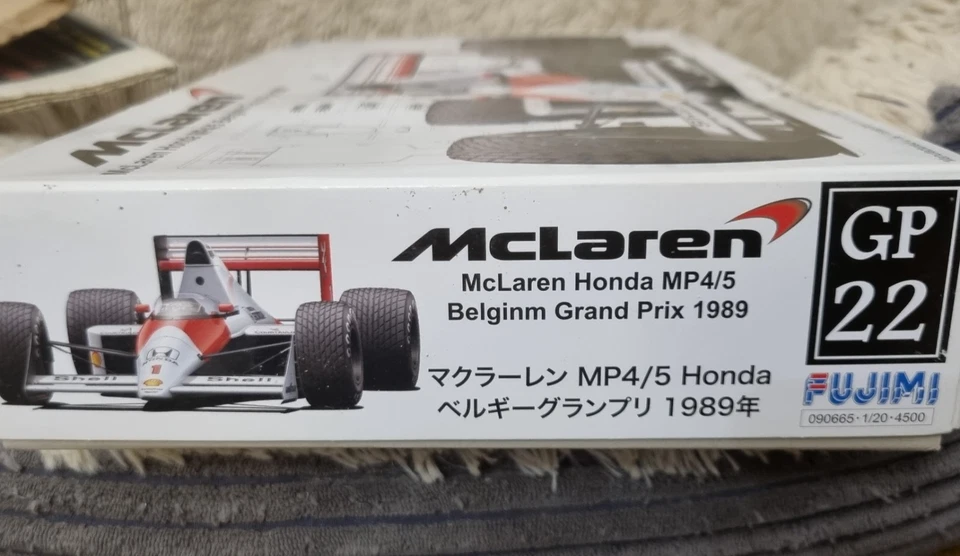 McLaren
McLaren
McLaren Honda MP4/5
Belginm Grand Prix 1989
マクラーレン MP4/5 Honda
ベルギーグランプリ 1989年
GP
22
FUJIMI
090665・1/20・4500
HONDA
1
Shell
Shell